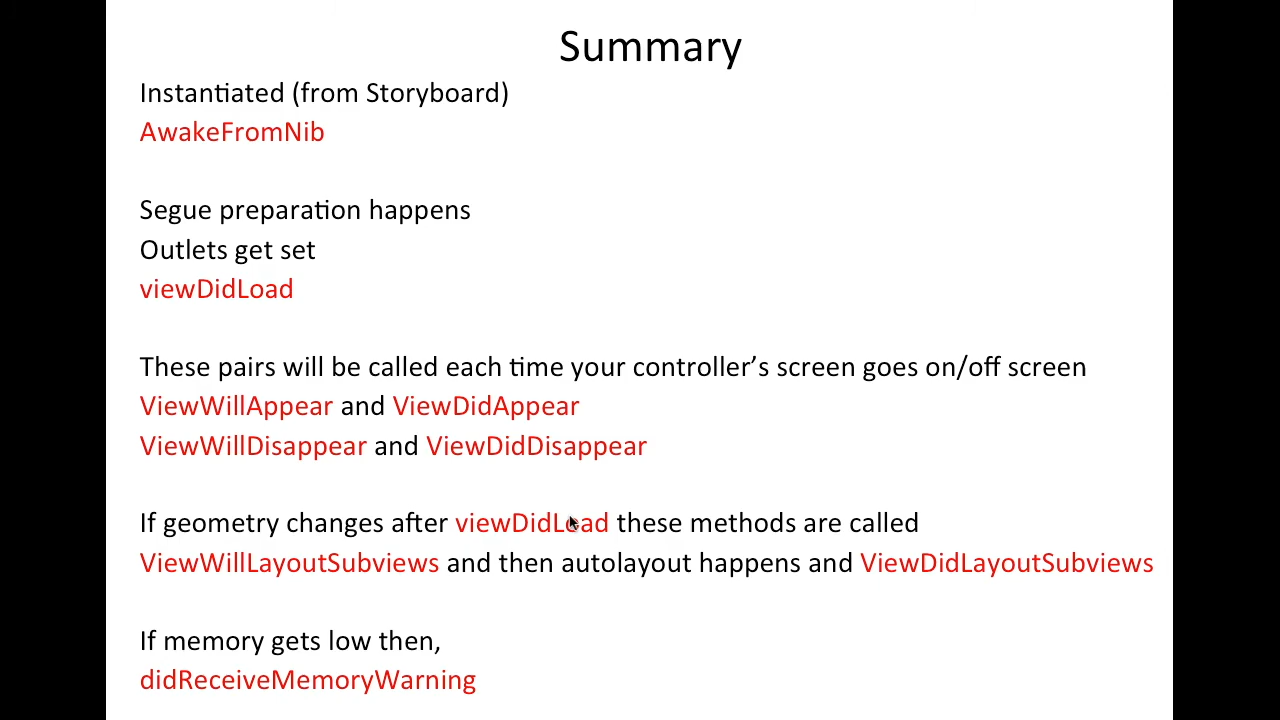 Summary
Instantiated (from Storyboard)
AwakeFromNib
Segue preparation happens
Outlets get set
viewDidLoad
These pairs will be called each time your controller’s screen goes on/off screen
ViewWillAppear and ViewDidAppear
ViewWillDisappear and ViewDidDisappear
If geometry changes after viewDidLoad these methods are called
ViewWillLayoutSubviews and then autolayout happens and ViewDidLayoutSubviews
If memory gets low then,
didReceiveMemoryWarning